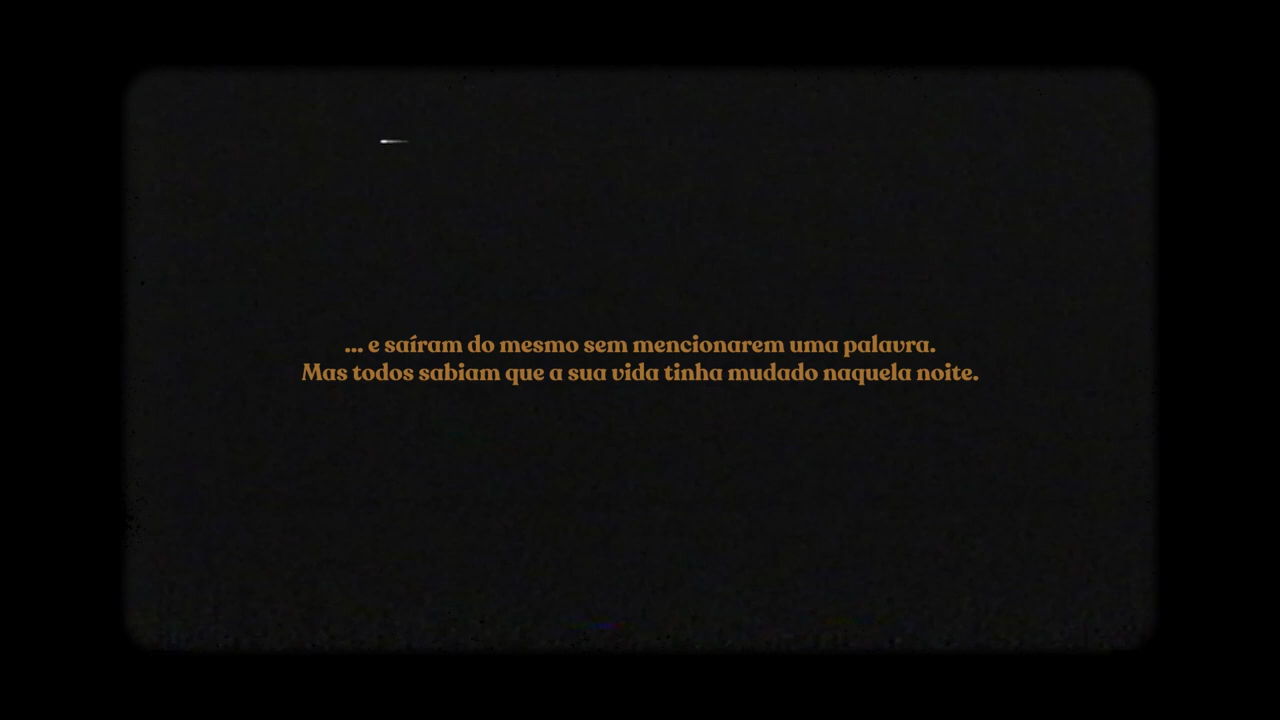 ... e saíram do mesmo sem mencionarem uma palavra.
Mas todos sabiam que a sua vida tinha mudado naquela noite.